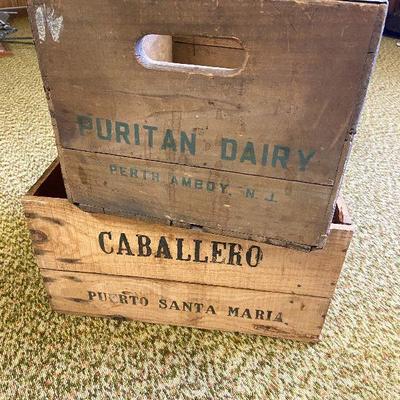 PURITAN DAIRY
PERTH AMBOY, N.J.
CABALLERO
PUERTO SANTA MARIA.